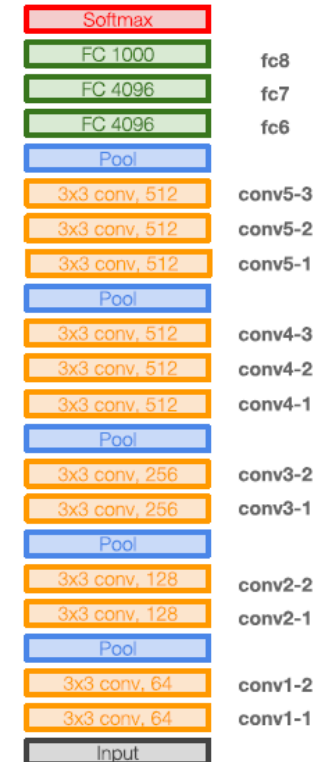 Softmax
FC 1000 fc8
FC 4096 fc7
FC 4096 fc6
Pool
3x3 conv, 512 conv5-3
3x3 conv, 512 conv5-2
3x3 conv, 512 conv5-1
Pool
3x3 conv, 512 conv4-3
3x3 conv, 512 conv4-2
3x3 conv, 512 conv4-1
Pool
3x3 conv, 256 conv3-2
3x3 conv, 256 conv3-1
Pool
3x3 conv, 128 conv2-2
3x3 conv, 128 conv2-1
Pool
3x3 conv, 64 conv1-2
3x3 conv, 64 conv1-1
Input